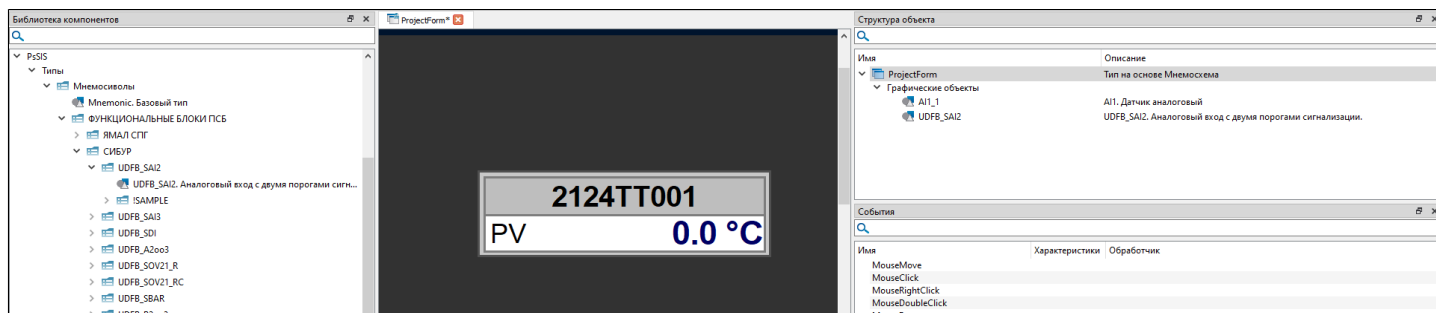 Библиотека компонентов
PsSIS
Типы
Мнемосиволы
Mnemonic. Базовый тип
ФУНКЦИОНАЛЬНЫЕ БЛОКИ ПСБ
ЯМАЛ СПГ
СИБУР
UDFB_SAI2
UDFB_SAI2. Аналоговый вход с двумя порогами сигн...
!SAMPLE
UDFB_SAI3
UDFB_SDI
UDFB_A2oo3
UDFB_SOV21_R
UDFB_SOV21_RC
UDFB_SBAR
ProjectForm*
2124TT001
PV 0.0 °C
Структура объекта
Имя Описание
ProjectForm Тип на основе Мнемосхема
Графические объекты
AI1_1 AI1. Датчик аналоговый
UDFB_SAI2 UDFB_SAI2. Аналоговый вход с двумя порогами сигнализации.
События
Имя Характеристики Обработчик
MouseMove
MouseClick
MouseRightClick
MouseDoubleClick